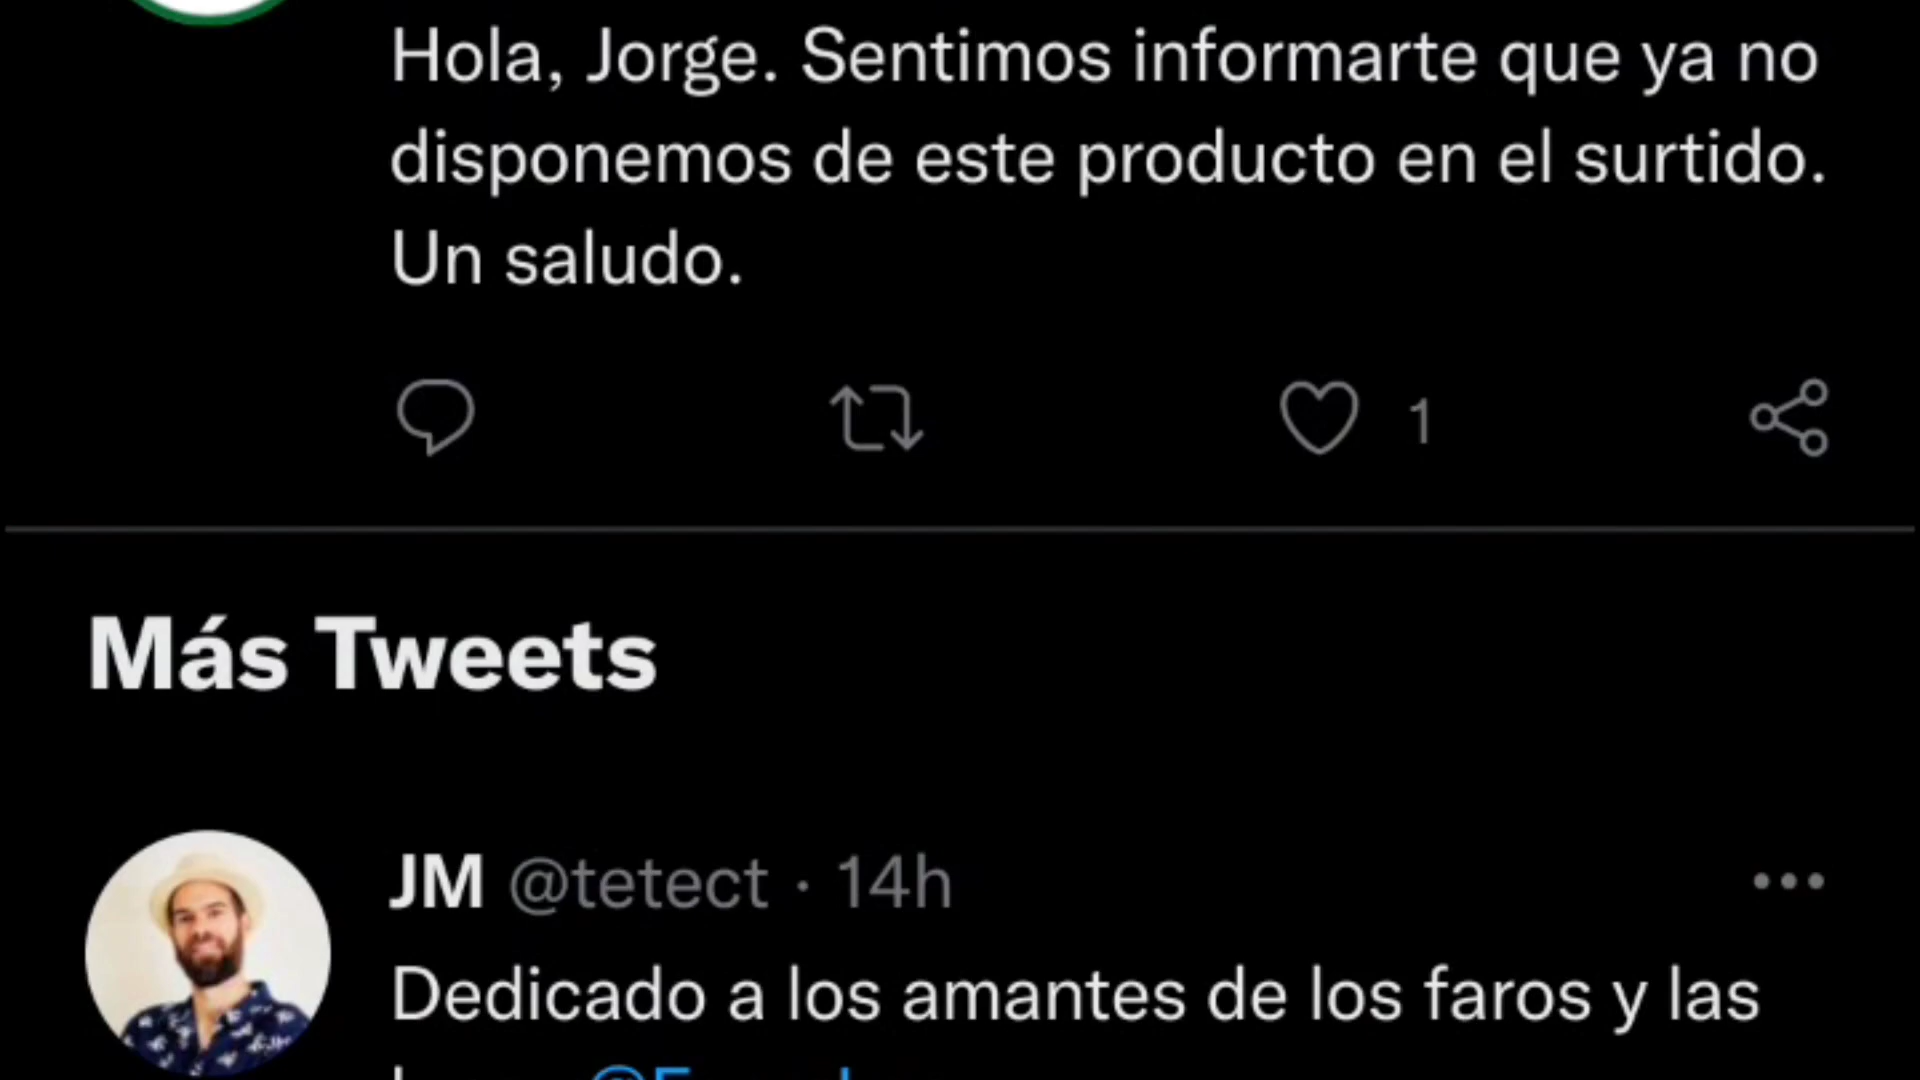 Hola, Jorge. Sentimos informarte que ya no
disponemos de este producto en el surtido.
Un saludo.
1
Más Tweets
JM @tetect · 14h
Dedicado a los amantes de los faros y las